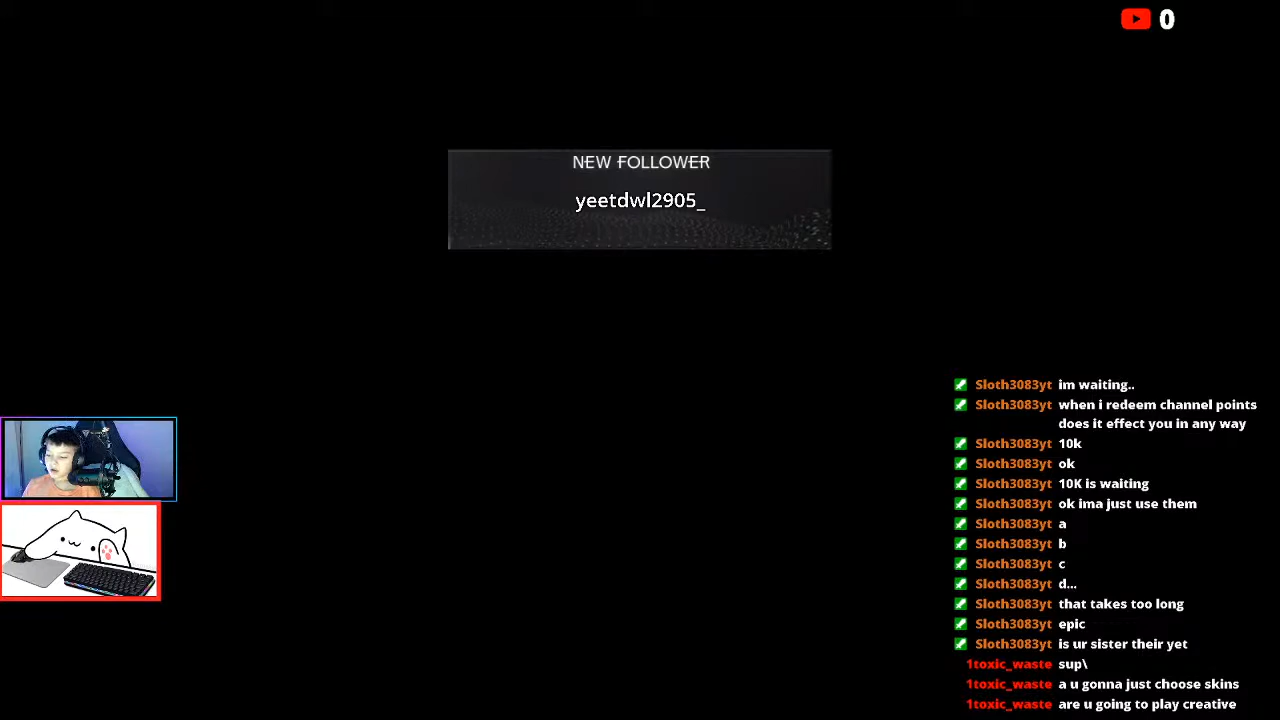 0
NEW FOLLOWER
yeetdwl2905_
Sloth3083yt im waiting..
Sloth3083yt when i redeem channel points
does it effect you in any way
Sloth3083yt 10k
Sloth3083yt ok
Sloth3083yt 10K is waiting
Sloth3083yt ok ima just use them
Sloth3083yt a
Sloth3083yt b
Sloth3083yt c
Sloth3083yt d...
Sloth3083yt that takes too long
Sloth3083yt epic
Sloth3083yt is ur sister their yet
1toxic_waste sup\
1toxic_waste a u gonna just choose skins
1toxic_waste are u going to play creative